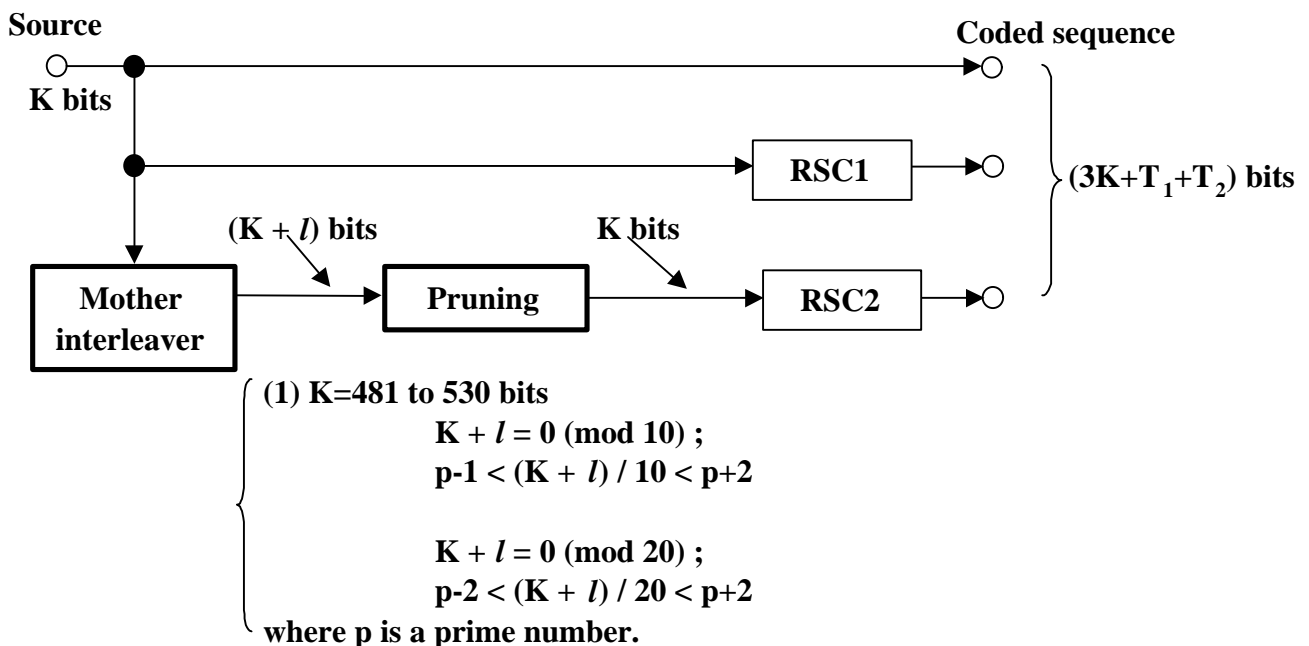 Source
Coded sequence
K bits
RSC1
(3K+T₁+T₂) bits
(K + l) bits
K bits
Mother interleaver
Pruning
RSC2
(1) K=481 to 530 bits
K + l = 0 (mod 10) ;
p-1 < (K + l) / 10 < p+2
K + l = 0 (mod 20) ;
p-2 < (K + l) / 20 < p+2
where p is a prime number.